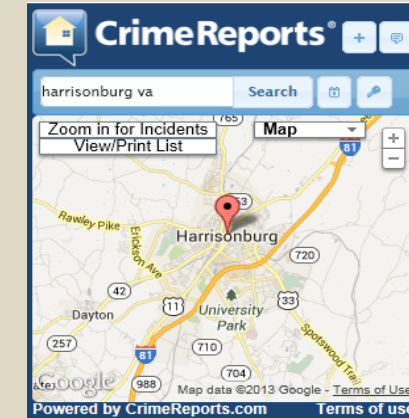 CrimeReports®
harrisonburg va Search
765
Zoom in for Incidents Map
View/Print List
81
Rawley Pike
Erickson Ave
Harrisonburg
720
42
Dayton
11
University
Park
33
257
710
Spotswood Trail
81
704
988
Google Map data ©2013 Google - Terms of Use
Powered by CrimeReports.com Terms of use